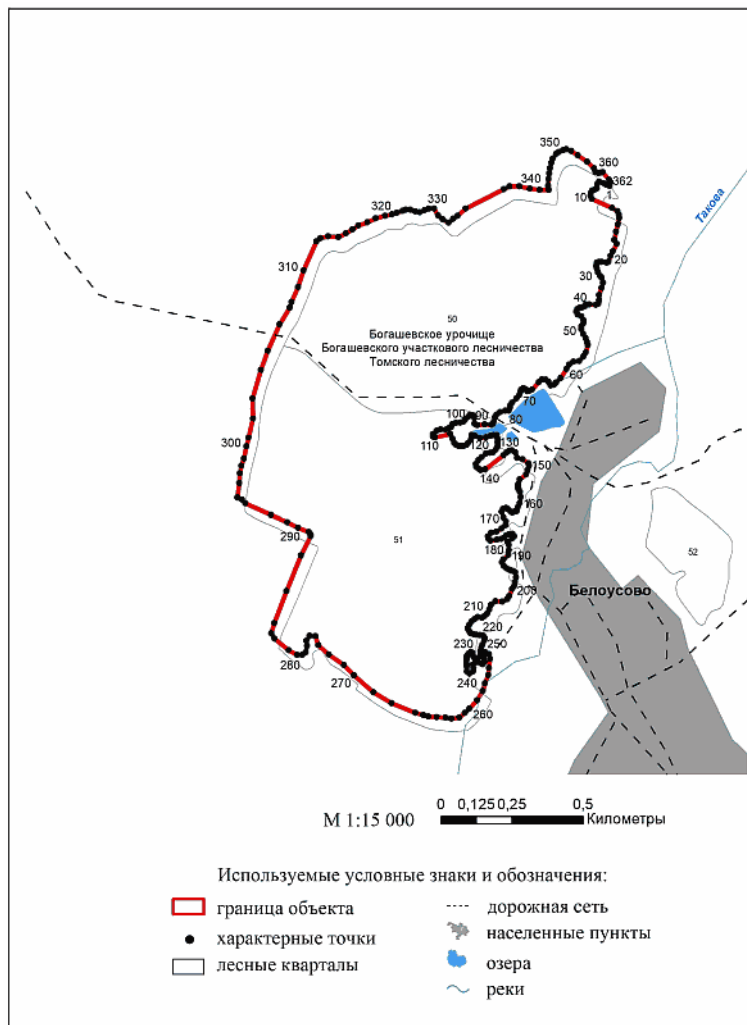 350
360
362
340
1
10
330
320
Такова
20
310
30
40
50
50
Богашевское урочище
Богашевского участкового лесничества
Томского лесничества
60
70
100
90
80
110
120
130
300
150
140
160
170
290
51
180
190
52
200
Белоусово
210
220
230
250
280
240
270
260
0 0,125 0,25 0,5
М 1:15 000
Километры
Используемые условные знаки и обозначения:
граница объекта
характерные точки
лесные кварталы
дорожная сеть
населенные пункты
озера
реки